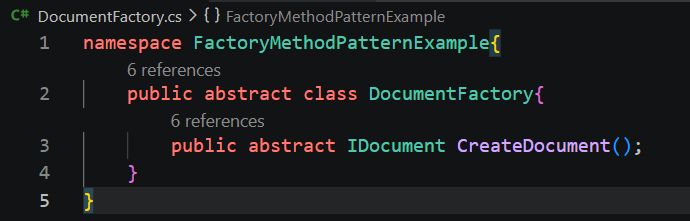 C# DocumentFactory.cs > {} FactoryMethodPatternExample
1 namespace FactoryMethodPatternExample{
6 references
2 public abstract class DocumentFactory{
6 references
3 public abstract IDocument CreateDocument();
4 }
5 }